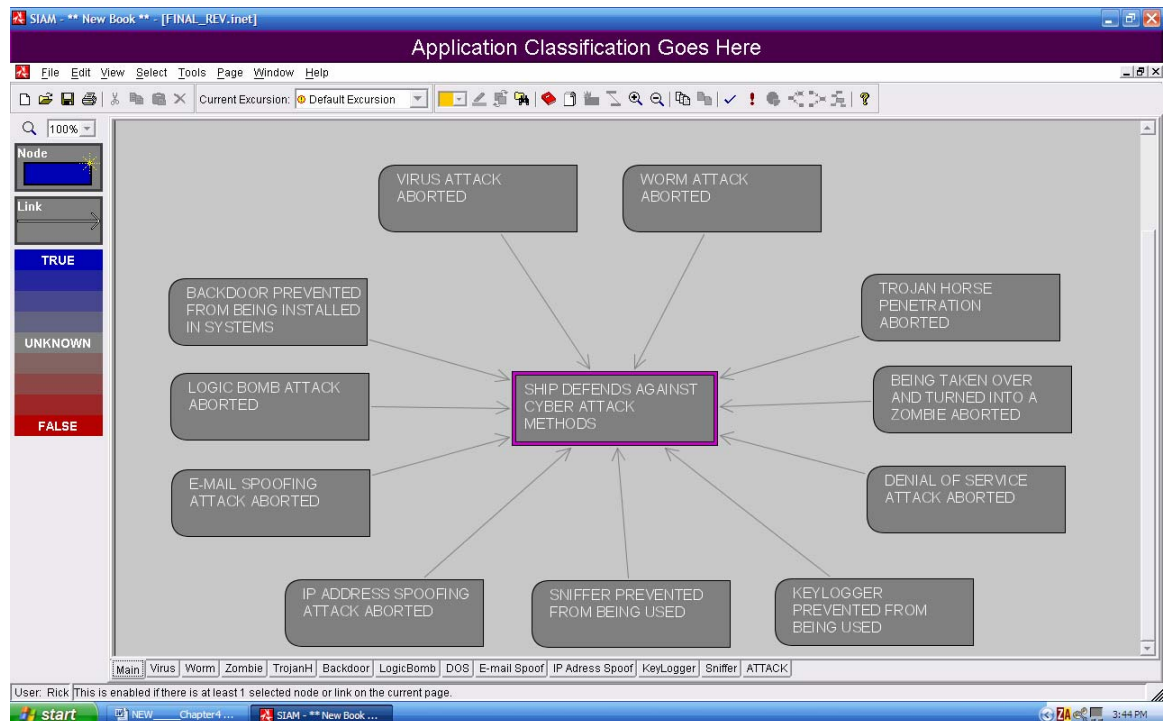 SIAM - ** New Book ** - [FINAL_REV.inet]
Application Classification Goes Here
File Edit View Select Tools Page Window Help
Current Excursion: Default Excursion
100%
Node
Link
TRUE
UNKNOWN
FALSE
VIRUS ATTACK
ABORTED
WORM ATTACK
ABORTED
BACKDOOR PREVENTED
FROM BEING INSTALLED
IN SYSTEMS
TROJAN HORSE
PENETRATION
ABORTED
LOGIC BOMB ATTACK
ABORTED
SHIP DEFENDS AGAINST
CYBER ATTACK
METHODS
BEING TAKEN OVER
AND TURNED INTO A
ZOMBIE ABORTED
E-MAIL SPOOFING
ATTACK ABORTED
DENIAL OF SERVICE
ATTACK ABORTED
IP ADDRESS SPOOFING
ATTACK ABORTED
SNIFFER PREVENTED
FROM BEING USED
KEYLOGGER
PREVENTED FROM
BEING USED
Main Virus Worm Zombie TrojanH Backdoor LogicBomb DOS E-mail Spoof IP Adress Spoof KeyLogger Sniffer ATTACK
User: Rick This is enabled if there is at least 1 selected node or link on the current page.
start NEW____Chapter4 ... SIAM - ** New Book ... ZA 3:44 PM